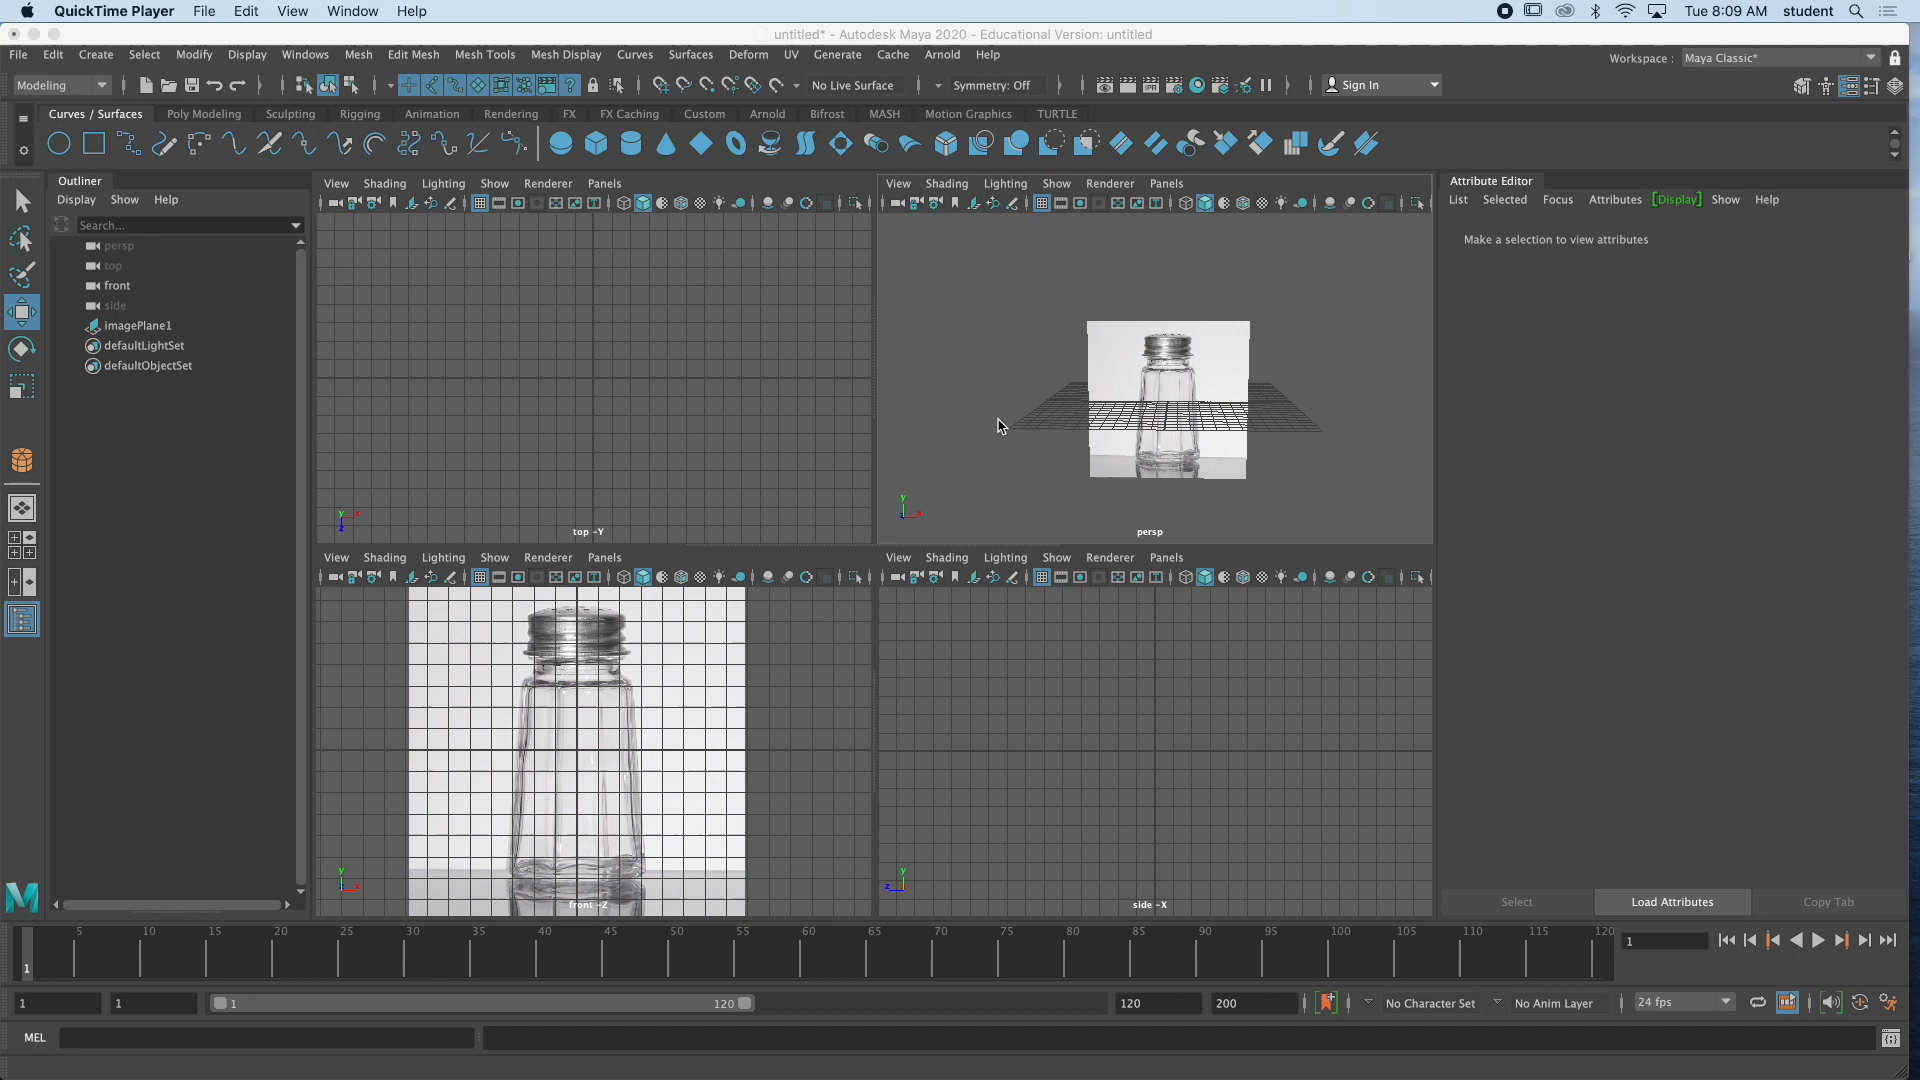 QuickTime Player File Edit View Window Help Tue 8:09 AM student
untitled* - Autodesk Maya 2020 - Educational Version: untitled
File Edit Create Select Modify Display Windows Mesh Edit Mesh Mesh Tools Mesh Display Curves Surfaces Deform UV Generate Cache Arnold Help Workspace : Maya Classic*
Modeling No Live Surface Symmetry: Off IPR Sign In
Curves / Surfaces Poly Modeling Sculpting Rigging Animation Rendering FX FX Caching Custom Arnold Bifrost MASH Motion Graphics TURTLE
Outliner
Display Show Help
Search...
persp
top
front
side
imagePlane1
defaultLightSet
defaultObjectSet
View Shading Lighting Show Renderer Panels
y x
z
top -Y
View Shading Lighting Show Renderer Panels
y
z x
persp
View Shading Lighting Show Renderer Panels
y
z x
front -Z
View Shading Lighting Show Renderer Panels
y
z
side -X
Attribute Editor
List Selected Focus Attributes [Display] Show Help
Make a selection to view attributes
Select Load Attributes Copy Tab
5 10 15 20 25 30 35 40 45 50 55 60 65 70 75 80 85 90 95 100 105 110 115 120
1 1
1 1 1 120 120 200 No Character Set No Anim Layer 24 fps
MEL